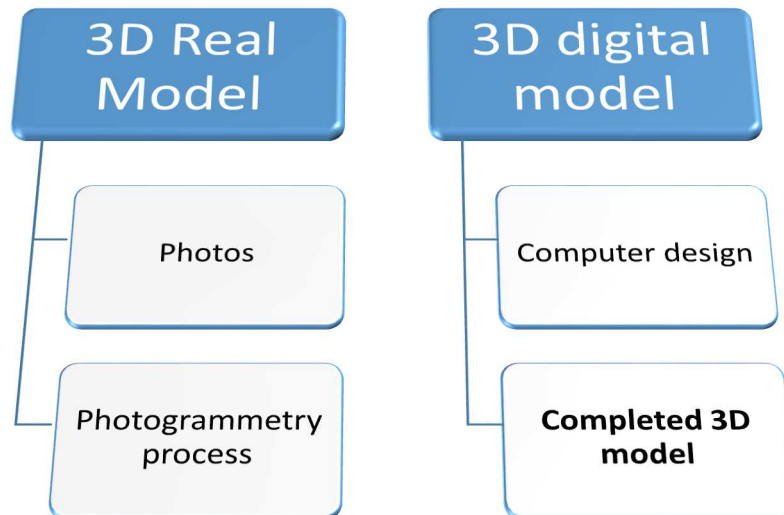 3D Real
Model
Photos
Photogrammetry
process
3D digital
model
Computer design
Completed 3D
model